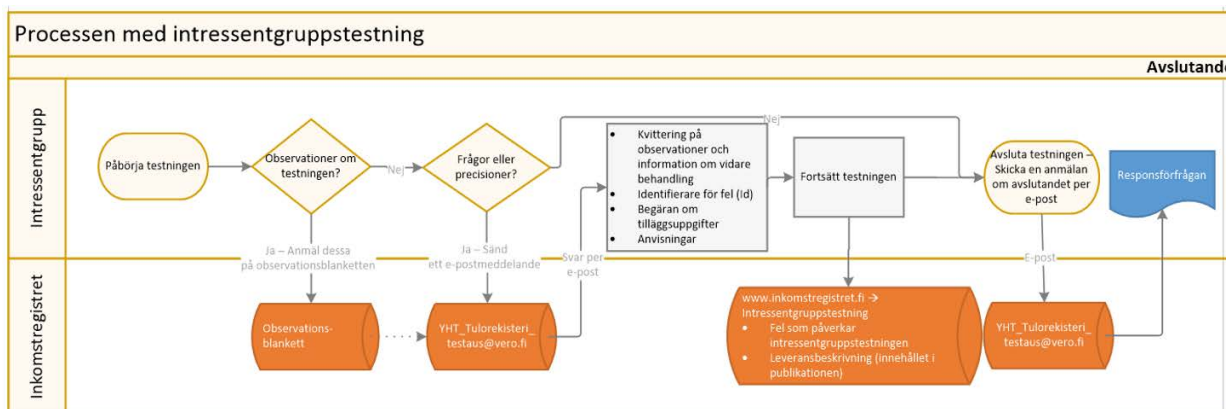 Processen med intressentgruppstestning
Avslutande
Intressentgrupp
Påbörja testningen
Observationer om
testningen?
Nej
Frågor eller
precisioner?
Nej
• Kvittering på
observationer och
information om vidare
behandling
• Identifierare för fel (Id)
• Begäran om
tilläggsuppgifter
• Anvisningar
Fortsätt testningen
Avsluta testningen –
Skicka en anmälan
om avslutandet per
e-post
Responsförfrågan
Ja – Anmäl dessa
på observationsblanketten
Ja – Sänd
ett e-postmeddelande
Svar per
e-post
E-post
Inkomstregistret
Observations-
blankett
YHT_Tulorekisteri_
testaus@vero.fi
www.inkomstregistret.fi →
Intressentgruppstestning
• Fel som påverkar
intressentgruppstestningen
• Leveransbeskrivning (innehållet i
publikationen)
YHT_Tulorekisteri_
testaus@vero.fi